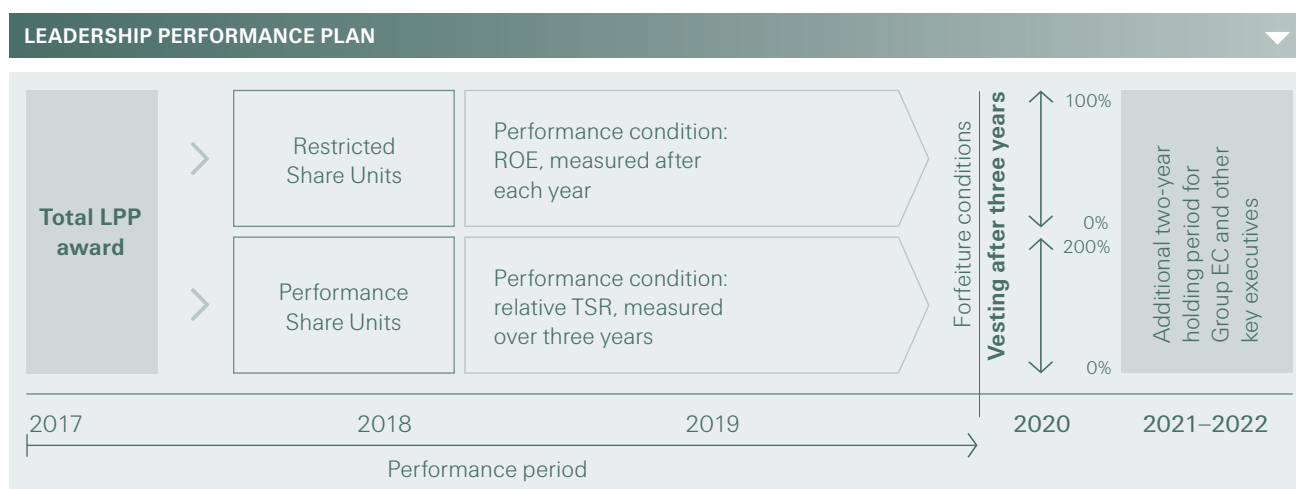 LEADERSHIP PERFORMANCE PLAN
Total LPP
award
Restricted
Share Units
Performance condition:
ROE, measured after
each year
Performance
Share Units
Performance condition:
relative TSR, measured
over three years
Forfeiture conditions
Vesting after three years
100%
0%
200%
0%
Additional two-year
holding period for
Group EC and other
key executives
2017
2018
2019
2020
2021–2022
Performance period